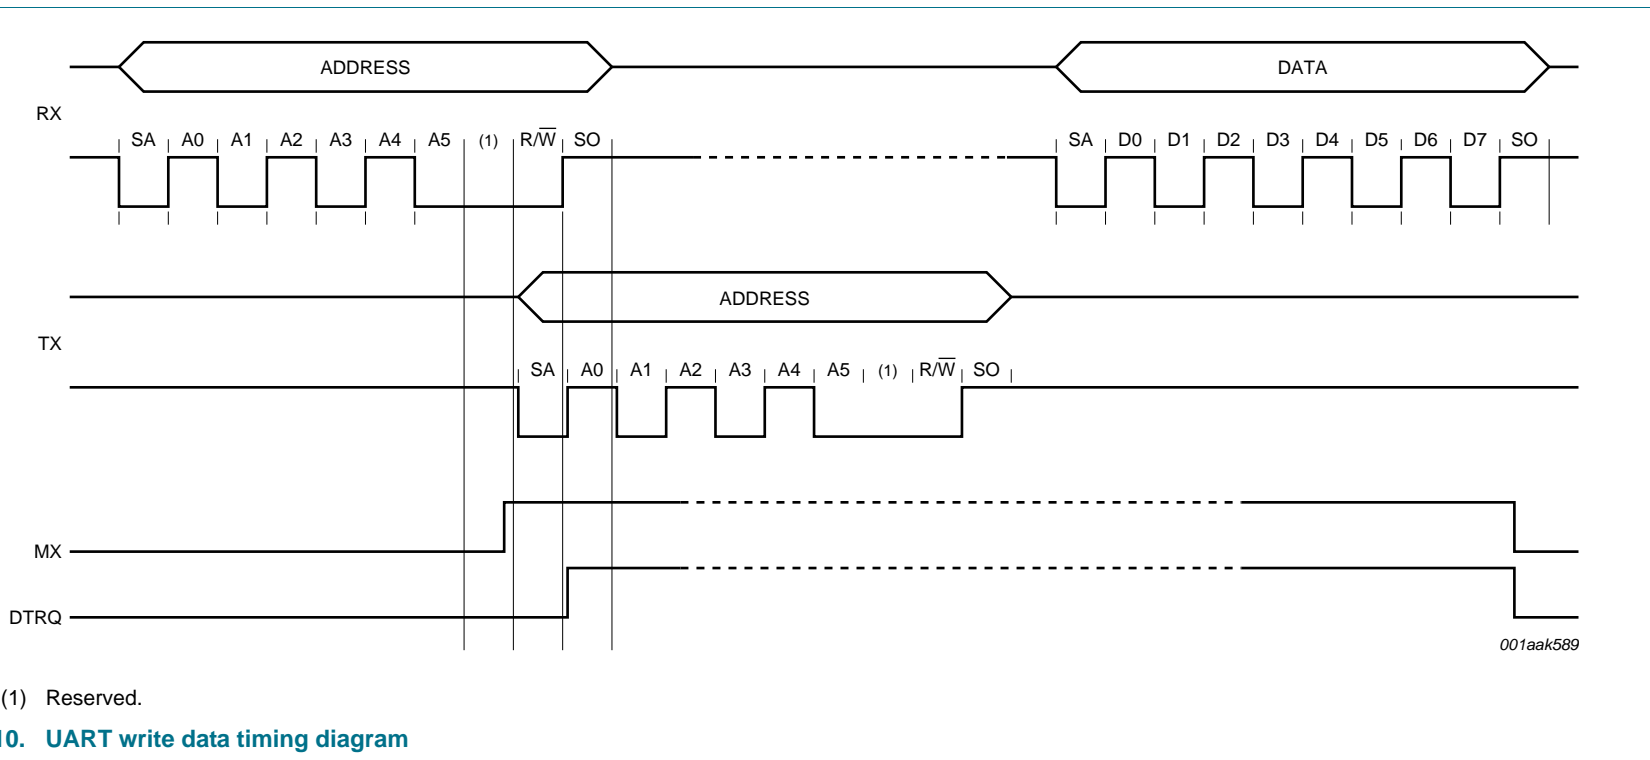 ADDRESS DATA
RX
SA A0 A1 A2 A3 A4 A5 (1) R/W̅ SO SA D0 D1 D2 D3 D4 D5 D6 D7 SO
ADDRESS
TX
SA A0 A1 A2 A3 A4 A5 (1) R/W̅ SO
MX
DTRQ
001aak589
(1) Reserved.
10. UART write data timing diagram